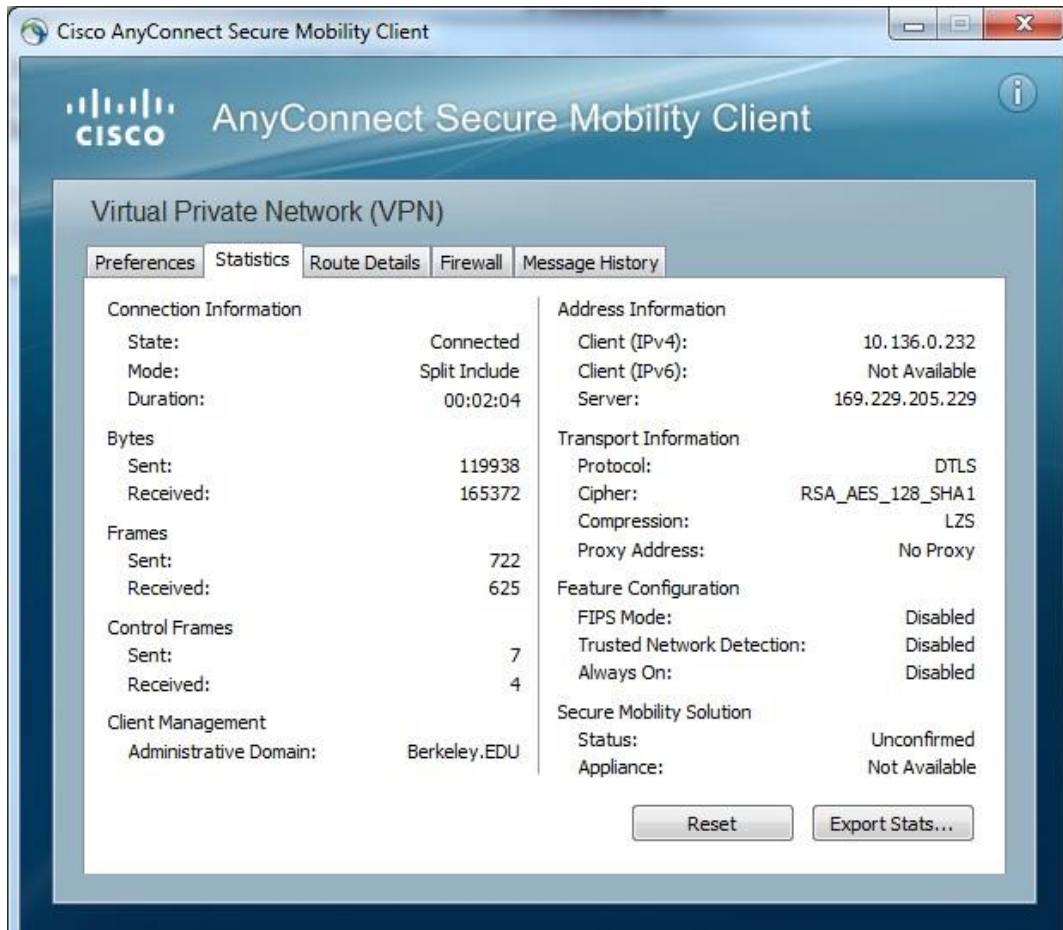 Cisco AnyConnect Secure Mobility Client
CISCO AnyConnect Secure Mobility Client
Virtual Private Network (VPN)
Preferences Statistics Route Details Firewall Message History
Connection Information
State: Connected
Mode: Split Include
Duration: 00:02:04
Bytes
Sent: 119938
Received: 165372
Frames
Sent: 722
Received: 625
Control Frames
Sent: 7
Received: 4
Client Management
Administrative Domain: Berkeley.EDU
Address Information
Client (IPv4): 10.136.0.232
Client (IPv6): Not Available
Server: 169.229.205.229
Transport Information
Protocol: DTLS
Cipher: RSA_AES_128_SHA1
Compression: LZS
Proxy Address: No Proxy
Feature Configuration
FIPS Mode: Disabled
Trusted Network Detection: Disabled
Always On: Disabled
Secure Mobility Solution
Status: Unconfirmed
Appliance: Not Available
Reset Export Stats...